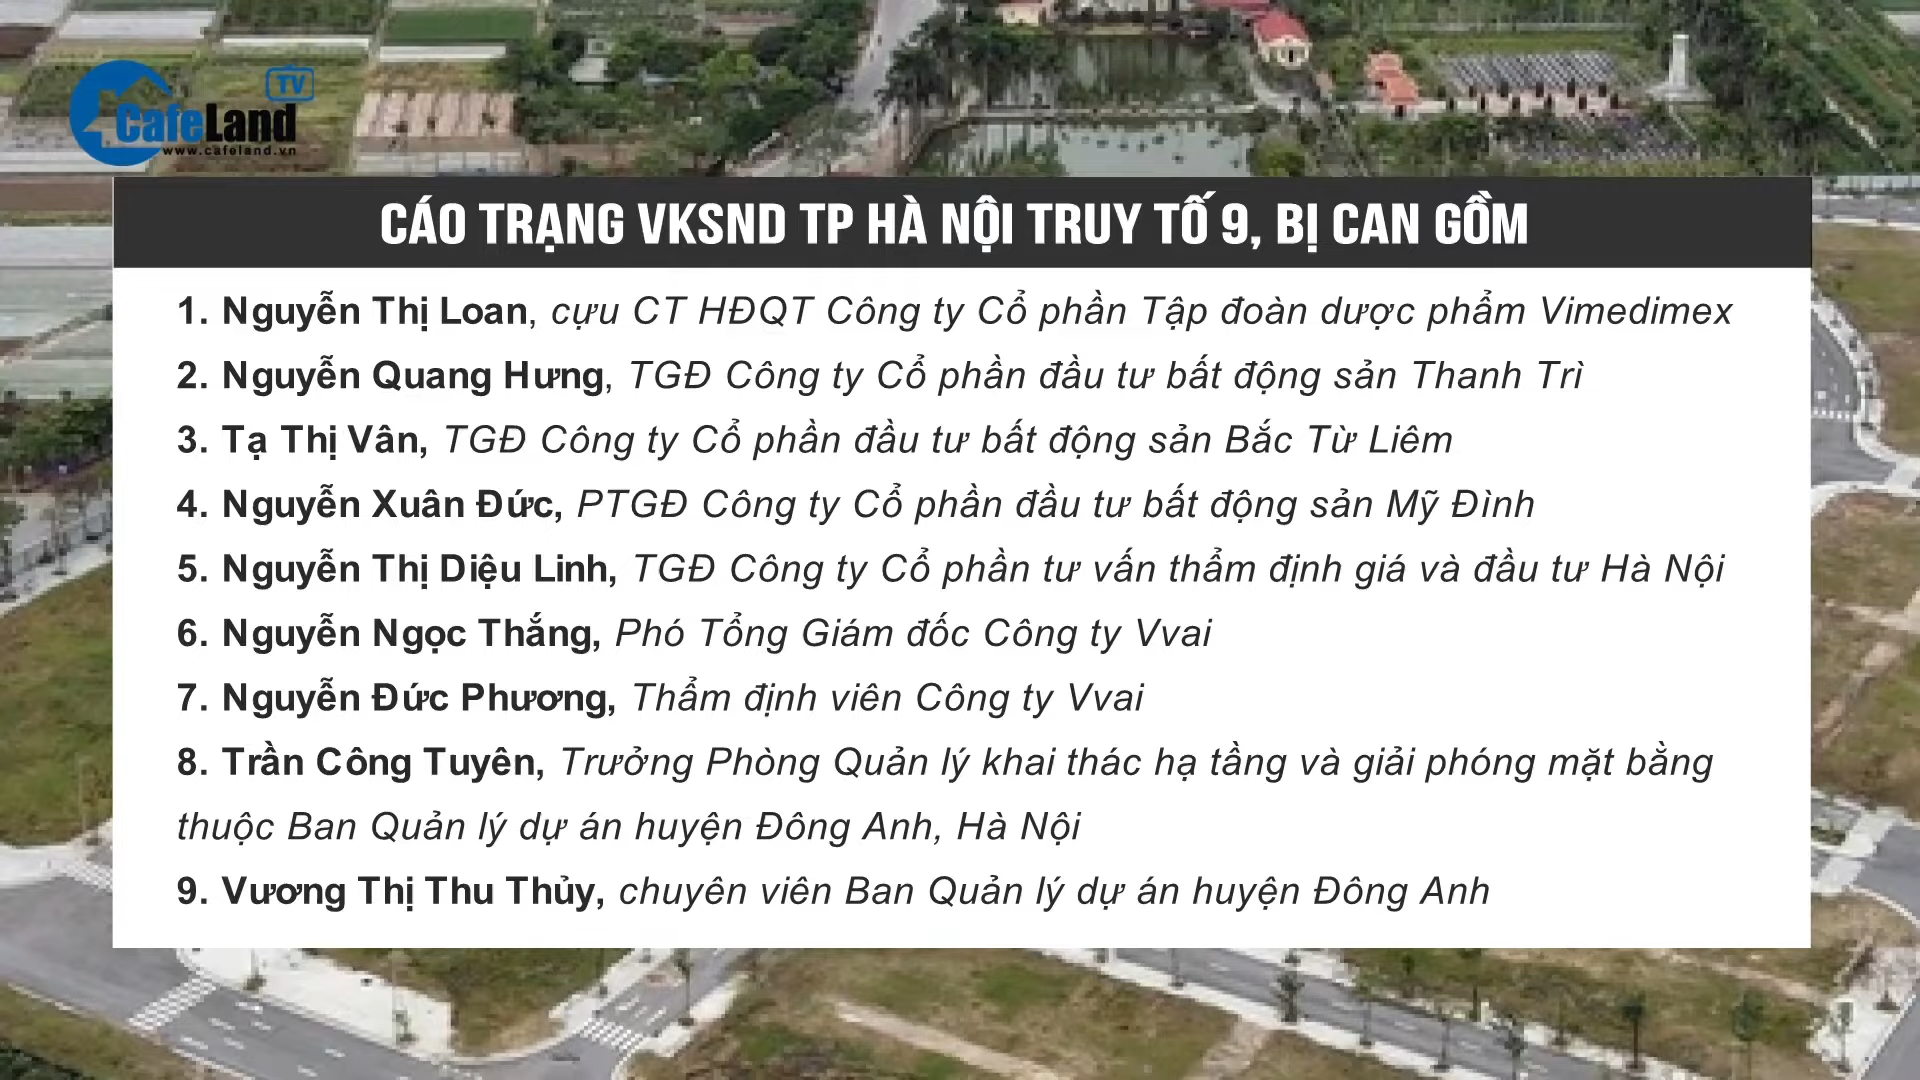 CafeLand TV
www.cafeland.vn
CÁO TRẠNG VKSND TP HÀ NỘI TRUY TỐ 9, BỊ CAN GỒM
1. Nguyễn Thị Loan, cựu CT HĐQT Công ty Cổ phần Tập đoàn dược phẩm Vimedimex
2. Nguyễn Quang Hưng, TGĐ Công ty Cổ phần đầu tư bất động sản Thanh Trì
3. Tạ Thị Vân, TGĐ Công ty Cổ phần đầu tư bất động sản Bắc Từ Liêm
4. Nguyễn Xuân Đức, PTGĐ Công ty Cổ phần đầu tư bất động sản Mỹ Đình
5. Nguyễn Thị Diệu Linh, TGĐ Công ty Cổ phần tư vấn thẩm định giá và đầu tư Hà Nội
6. Nguyễn Ngọc Thắng, Phó Tổng Giám đốc Công ty Vvai
7. Nguyễn Đức Phương, Thẩm định viên Công ty Vvai
8. Trần Công Tuyên, Trưởng Phòng Quản lý khai thác hạ tầng và giải phóng mặt bằng
thuộc Ban Quản lý dự án huyện Đông Anh, Hà Nội
9. Vương Thị Thu Thủy, chuyên viên Ban Quản lý dự án huyện Đông Anh